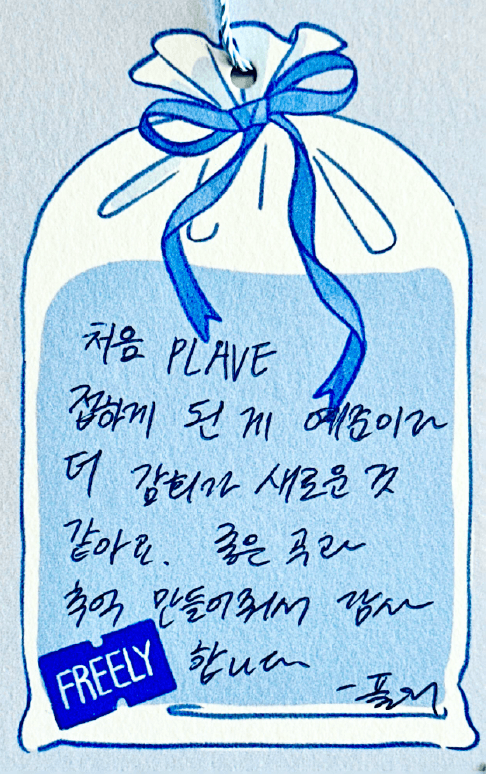 처음 PLAVE
접하게 된 게 예준이라
더 감회가 새로운 것
같아요. 좋은 곡과
추억 만들어줘서 감사
합니다
FREELY
-플리